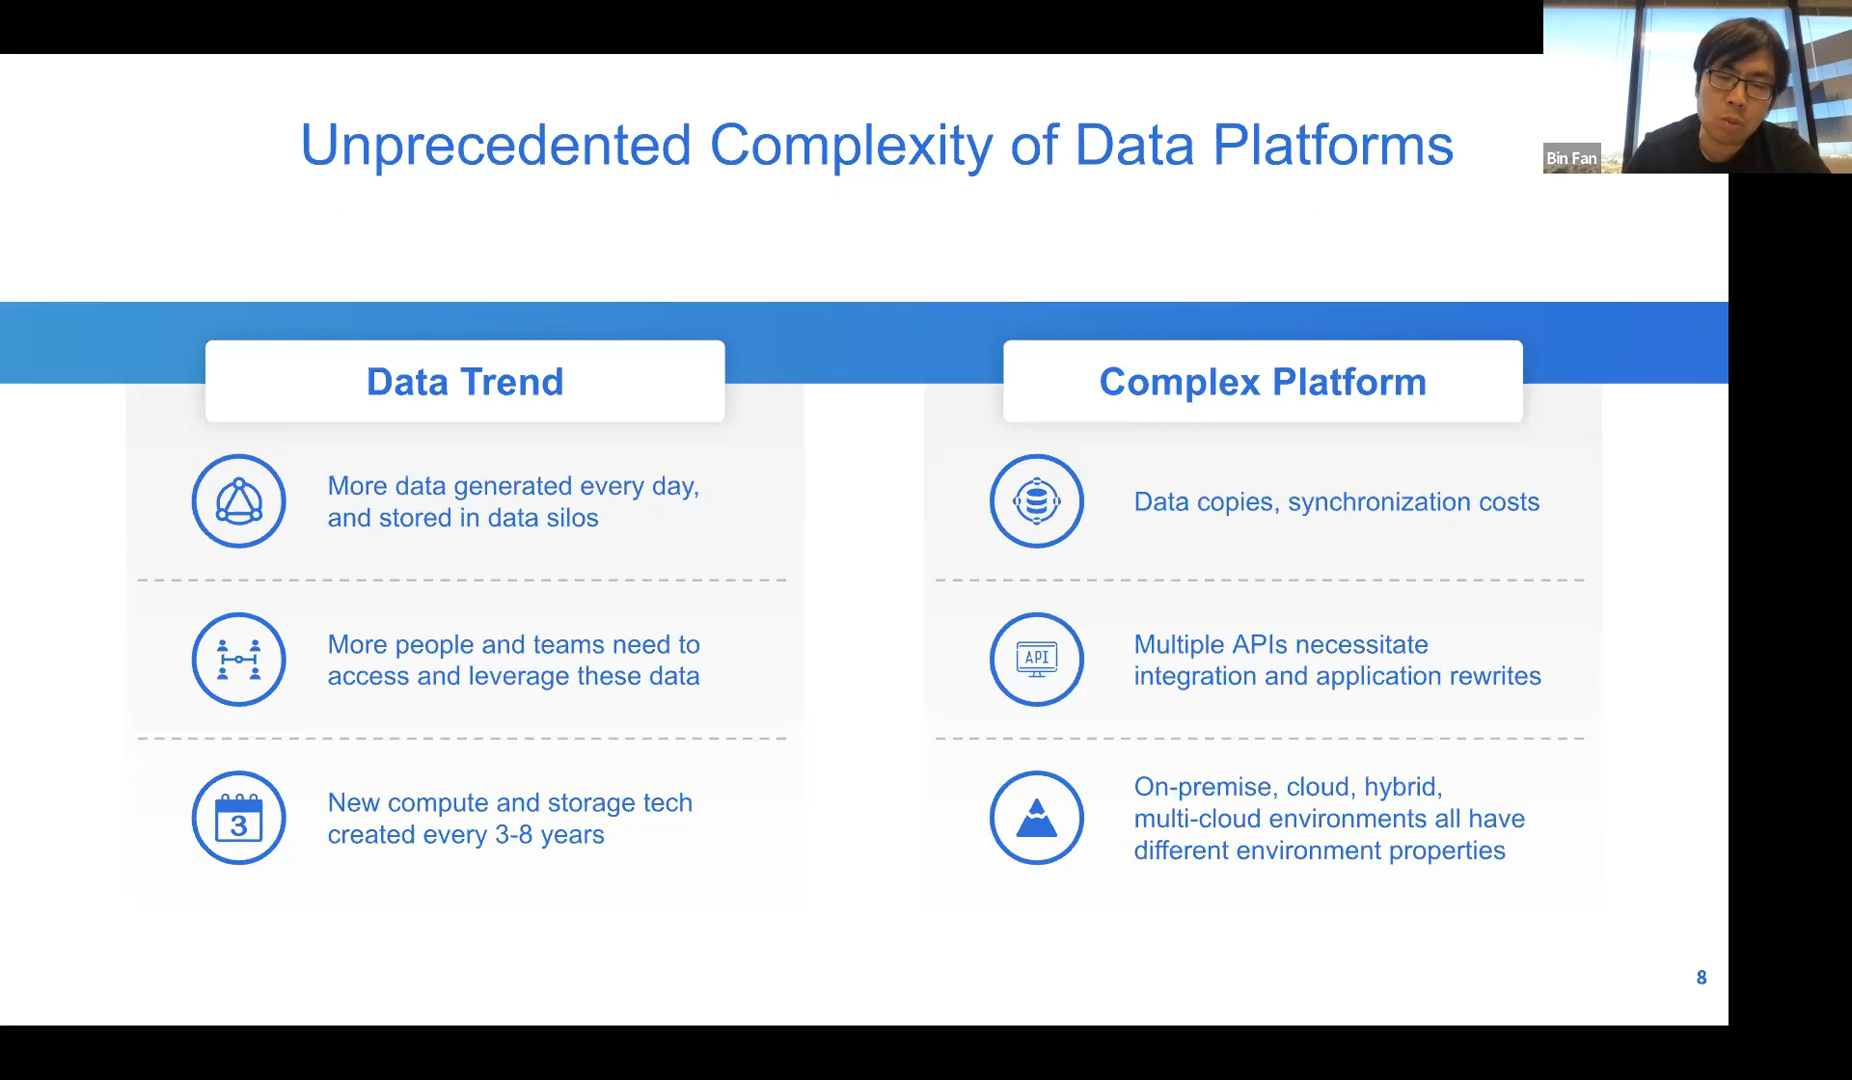 Unprecedented Complexity of Data Platforms
Bin Fan
Data Trend
More data generated every day,
and stored in data silos
More people and teams need to
access and leverage these data
3
New compute and storage tech
created every 3-8 years
Complex Platform
Data copies, synchronization costs
API
Multiple APIs necessitate
integration and application rewrites
On-premise, cloud, hybrid,
multi-cloud environments all have
different environment properties
8